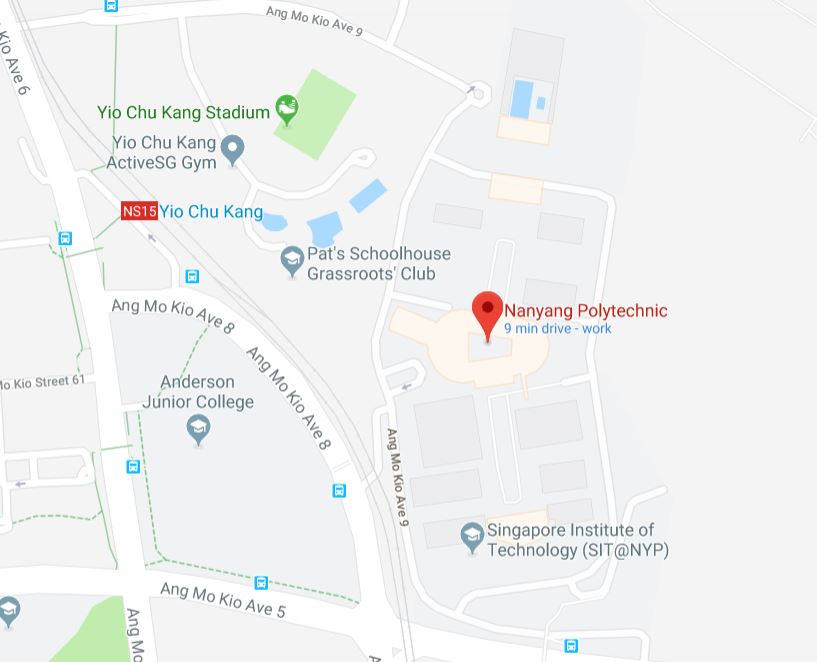 Ang Mo Kio Ave 9
Kio Ave 6
Yio Chu Kang Stadium
Yio Chu Kang
ActiveSG Gym
NS15 Yio Chu Kang
Pat's Schoolhouse
Grassroots' Club
Ang Mo Kio Ave 8
Nanyang Polytechnic
9 min drive - work
Ang Mo Kio Ave 8
Mo Kio Street 61
Anderson
Junior College
Ang Mo Kio Ave 9
Singapore Institute of
Technology (SIT@NYP)
Ang Mo Kio Ave 5
Ang Mo
A